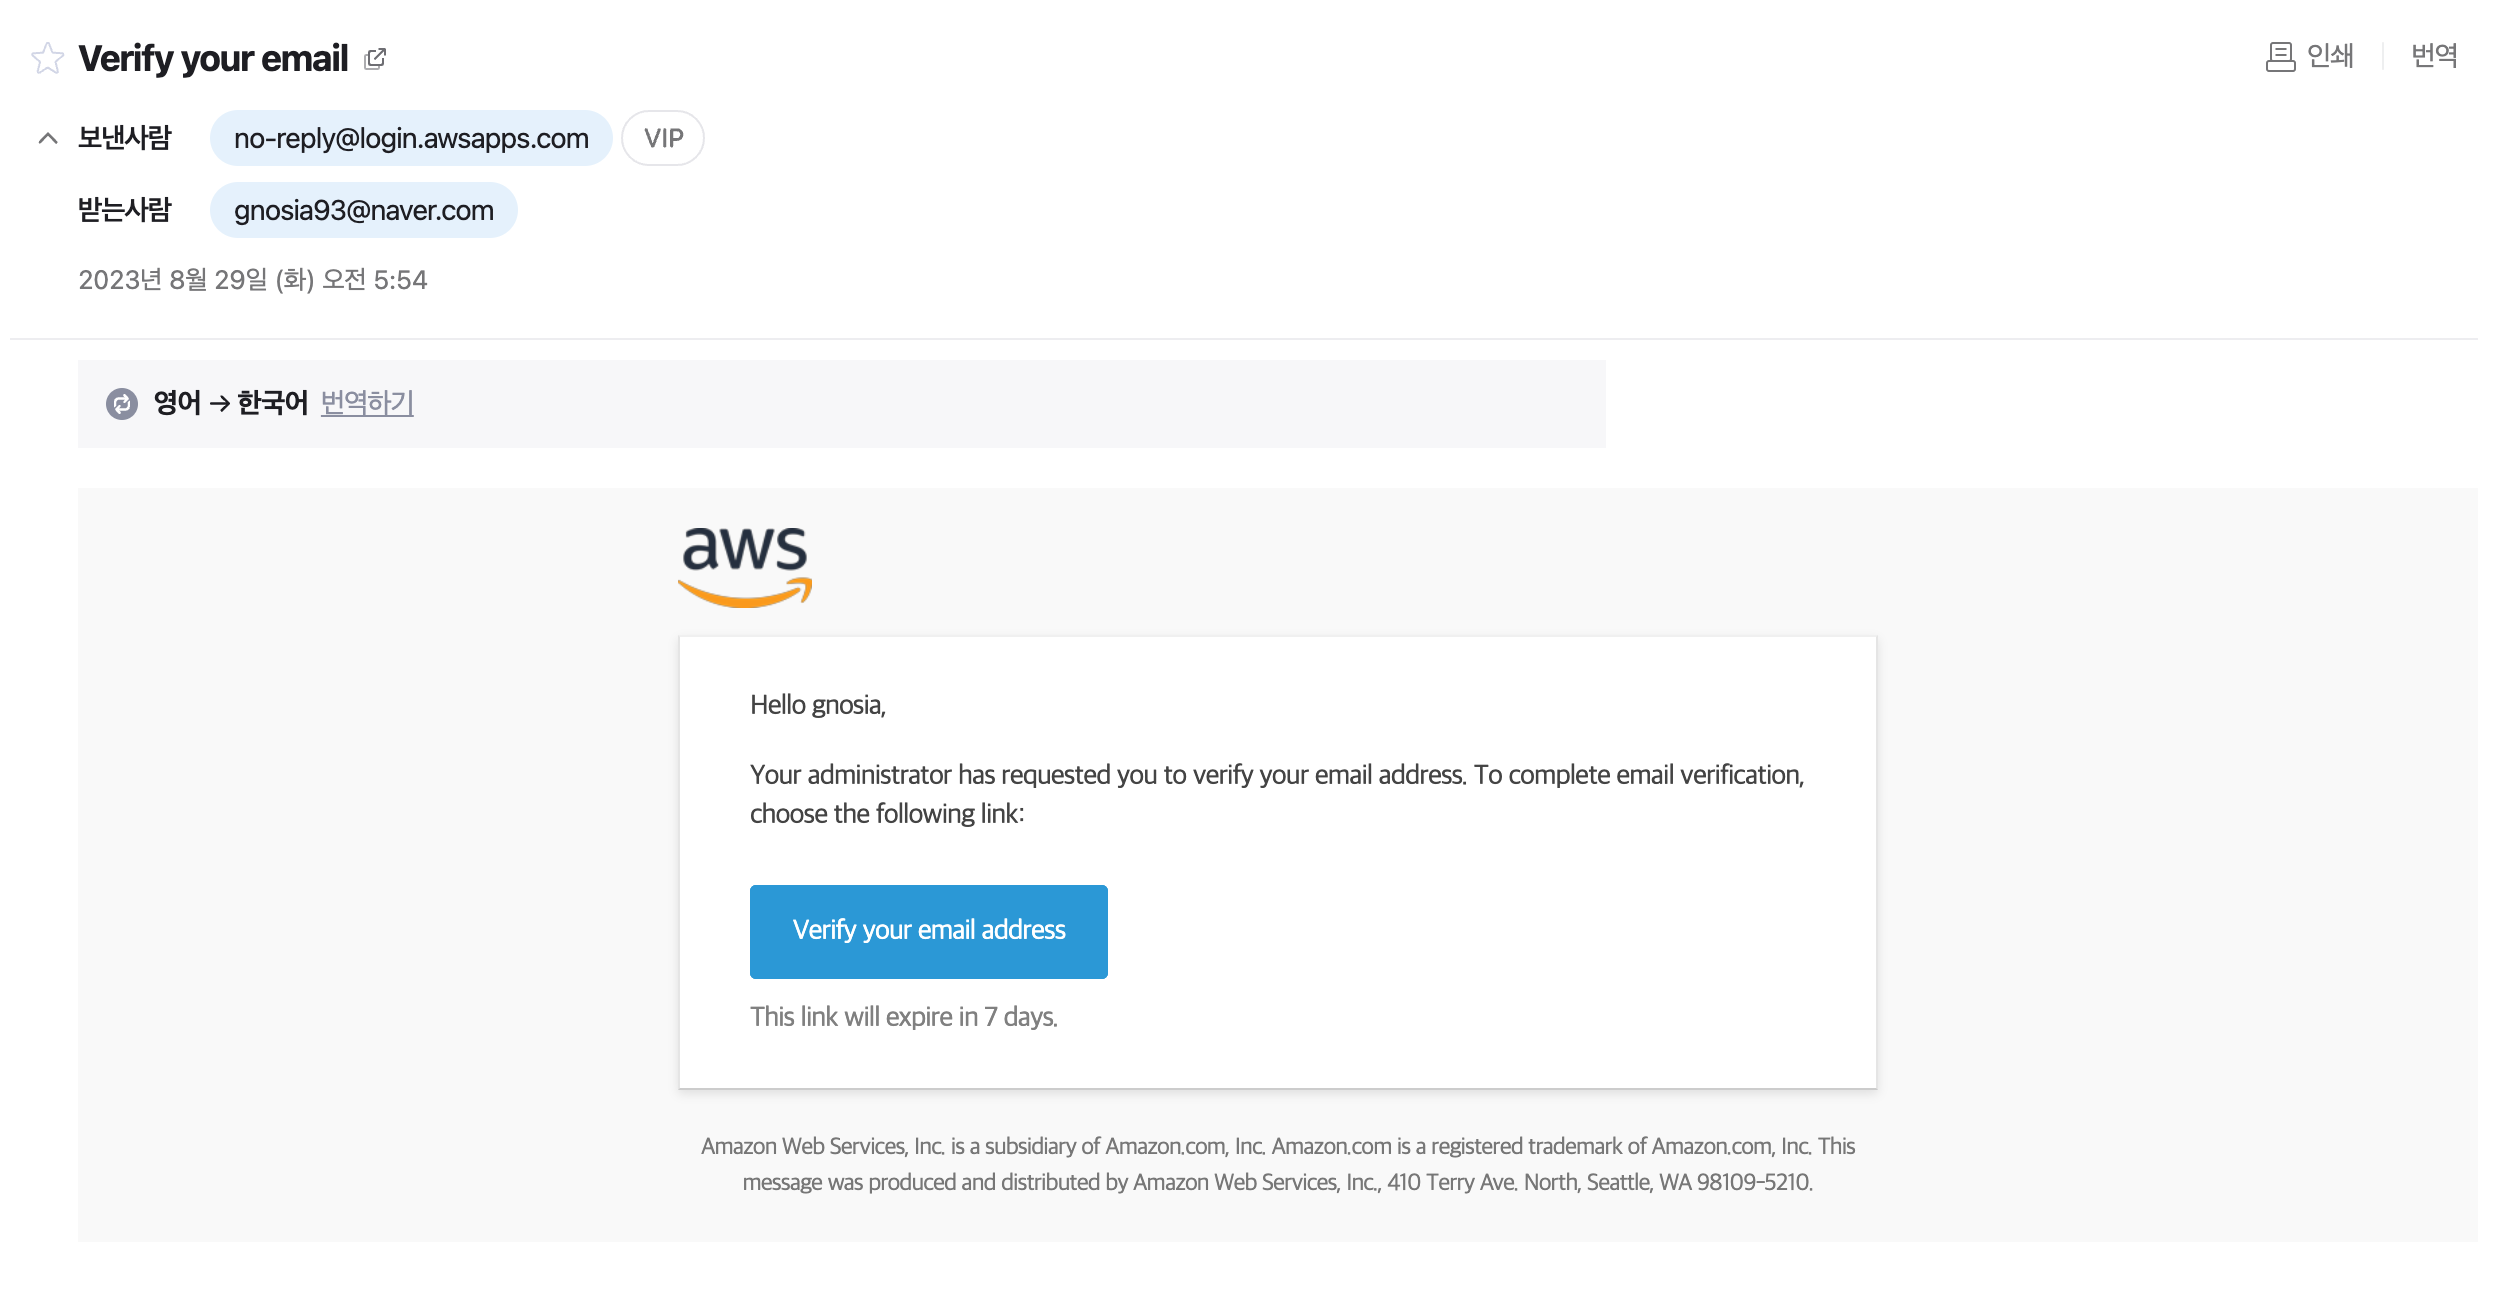 Verify your email
인쇄
번역
보낸사람 no-reply@login.awsapps.com VIP
받는사람 gnosia93@naver.com
2023년 8월 29일 (화) 오전 5:54
영어 → 한국어 번역하기
aws
Hello gnosia,
Your administrator has requested you to verify your email address. To complete email verification,
choose the following link:
Verify your email address
This link will expire in 7 days.
Amazon Web Services, Inc. is a subsidiary of Amazon.com, Inc. Amazon.com is a registered trademark of Amazon.com, Inc. This
message was produced and distributed by Amazon Web Services, Inc., 410 Terry Ave. North, Seattle, WA 98109-5210.